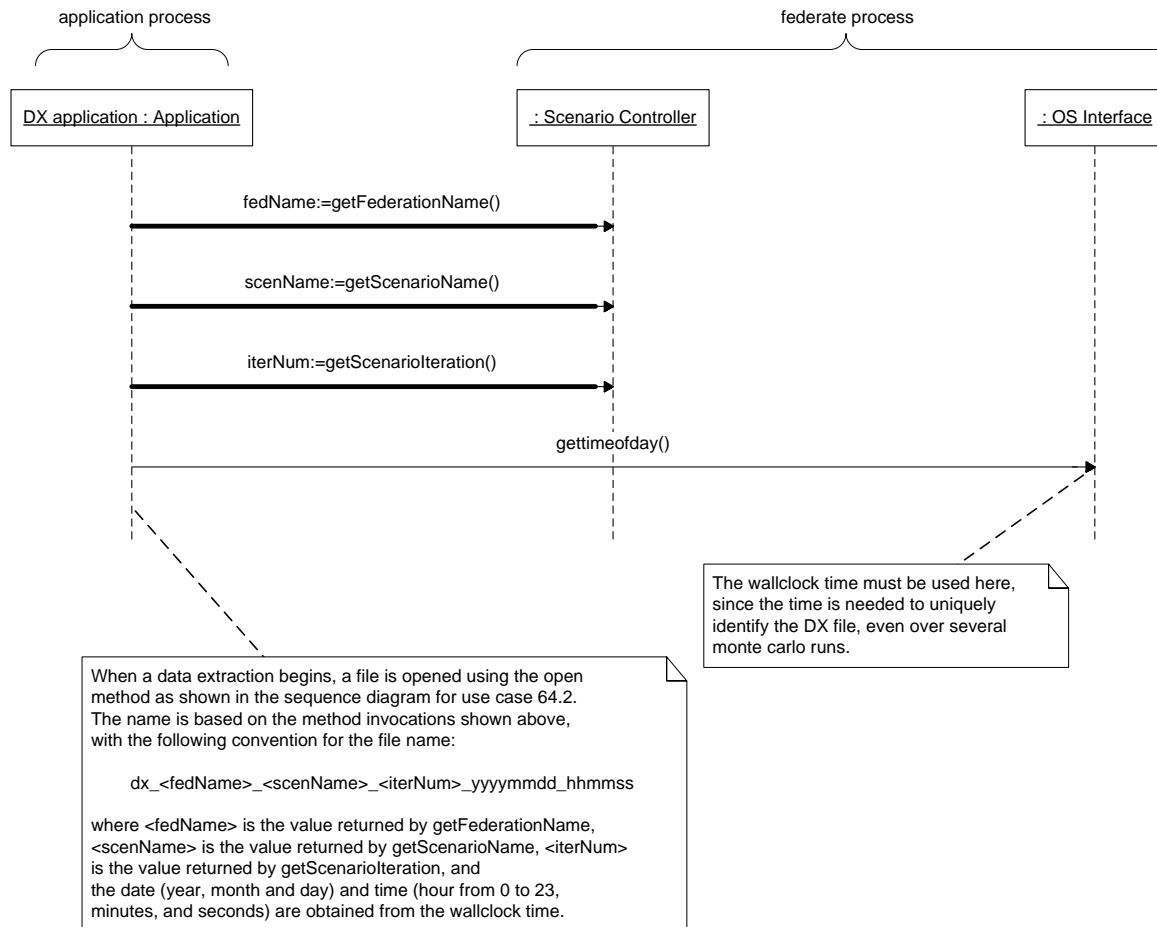 application process
federate process
DX application : Application
: Scenario Controller
: OS Interface
fedName:=getFederationName()
scenName:=getScenarioName()
iterNum:=getScenarioIteration()
gettimeofday()
The wallclock time must be used here,
since the time is needed to uniquely
identify the DX file, even over several
monte carlo runs.
When a data extraction begins, a file is opened using the open
method as shown in the sequence diagram for use case 64.2.
The name is based on the method invocations shown above,
with the following convention for the file name:
dx_<fedName>_<scenName>_<iterNum>_yyyymmdd_hhmmss
where <fedName> is the value returned by getFederationName,
<scenName> is the value returned by getScenarioName, <iterNum>
is the value returned by getScenarioIteration, and
the date (year, month and day) and time (hour from 0 to 23,
minutes, and seconds) are obtained from the wallclock time.